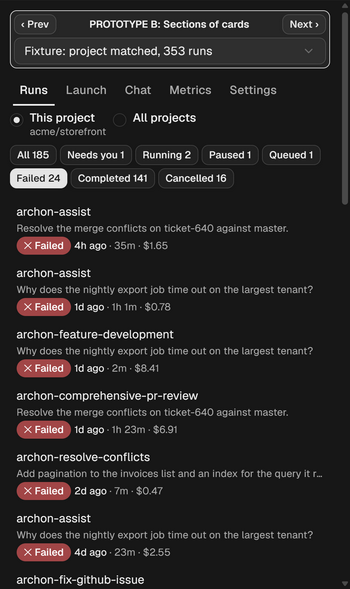 ‹ Prev
PROTOTYPE B: Sections of cards
Next ›
Fixture: project matched, 353 runs
Runs Launch Chat Metrics Settings
This project All projects
acme/storefront
All 185 Needs you 1 Running 2 Paused 1 Queued 1
Failed 24 Completed 141 Cancelled 16
archon-assist
Resolve the merge conflicts on ticket-640 against master.
× Failed 4h ago · 35m · $1.65
archon-assist
Why does the nightly export job time out on the largest tenant?
× Failed 1d ago · 1h 1m · $0.78
archon-feature-development
Why does the nightly export job time out on the largest tenant?
× Failed 1d ago · 2m · $8.41
archon-comprehensive-pr-review
Resolve the merge conflicts on ticket-640 against master.
× Failed 1d ago · 1h 23m · $6.91
archon-resolve-conflicts
Add pagination to the invoices list and an index for the query it r...
× Failed 2d ago · 7m · $0.47
archon-assist
Why does the nightly export job time out on the largest tenant?
× Failed 4d ago · 23m · $2.55
archon-fix-github-issue